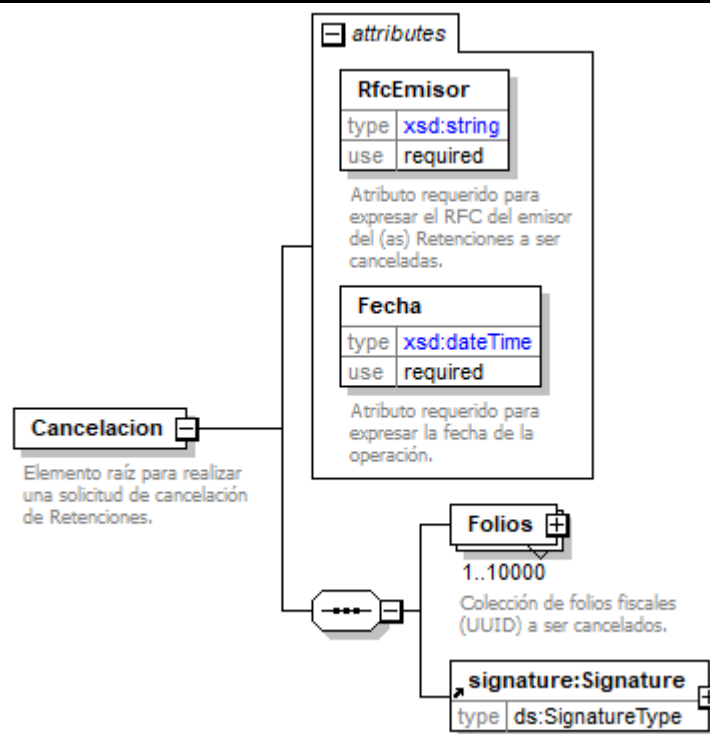 attributes
RfcEmisor
type xsd:string
use required
Atributo requerido para
expresar el RFC del emisor
del (as) Retenciones a ser
canceladas.
Fecha
type xsd:dateTime
use required
Atributo requerido para
expresar la fecha de la
operación.
Cancelacion
Elemento raíz para realizar
una solicitud de cancelación
de Retenciones.
Folios
1..10000
Colección de folios fiscales
(UUID) a ser cancelados.
signature:Signature
type ds:SignatureType